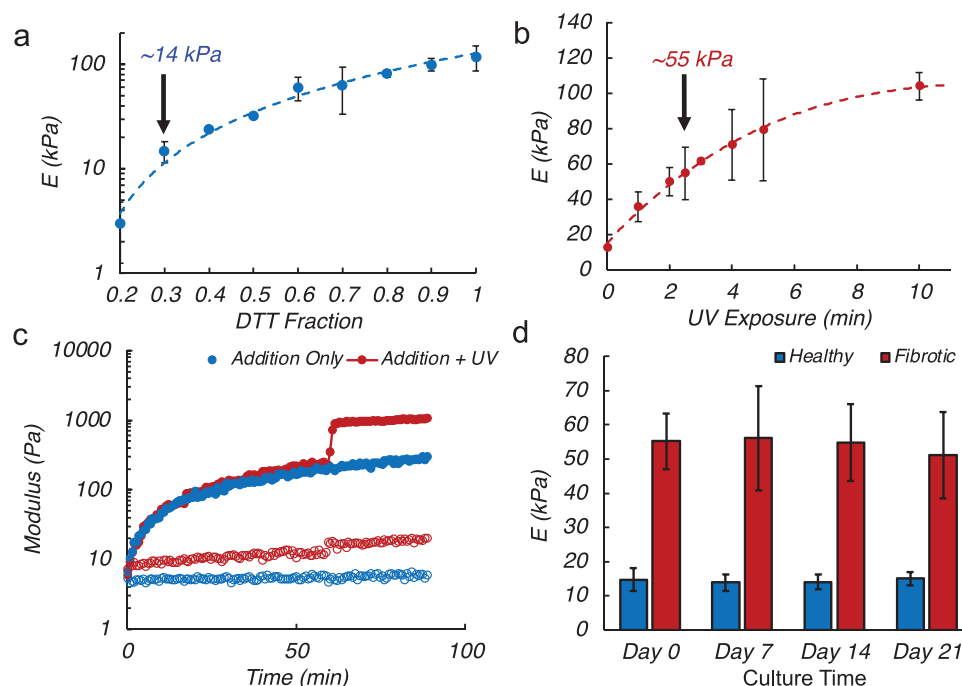 a
~14 kPa
100
10
1
E (kPa)
0.2 0.3 0.4 0.5 0.6 0.7 0.8 0.9 1
DTT Fraction
b
~55 kPa
140
120
100
80
60
40
20
0
E (kPa)
0 2 4 6 8 10
UV Exposure (min)
c
Addition Only Addition + UV
10000
1000
100
10
1
Modulus (Pa)
0 50 100
Time (min)
d
Healthy Fibrotic
80
70
60
50
40
30
20
10
0
E (kPa)
Day 0 Day 7 Day 14 Day 21
Culture Time